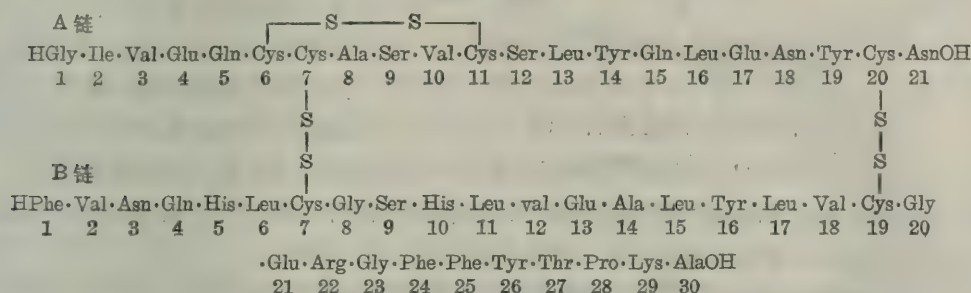 A 链
S S
HGly·Ile·Val·Glu·Gln·Cys·Cys·Ala·Ser·Val·Cys·Ser·Leu·Tyr·Gln·Leu·Glu·Asn·Tyr·Cys·AsnOH
1 2 3 4 5 6 7 8 9 10 11 12 13 14 15 16 17 18 19 20 21
S S
S S
B 链
HPhe·Val·Asn·Gln·His·Leu·Cys·Gly·Ser·His·Leu·val·Glu·Ala·Leu·Tyr·Leu·Val·Cys·Gly
1 2 3 4 5 6 7 8 9 10 11 12 13 14 15 16 17 18 19 20
·Glu·Arg·Gly·Phe·Phe·Tyr·Thr·Pro·Lys·AlaOH
21 22 23 24 25 26 27 28 29 30